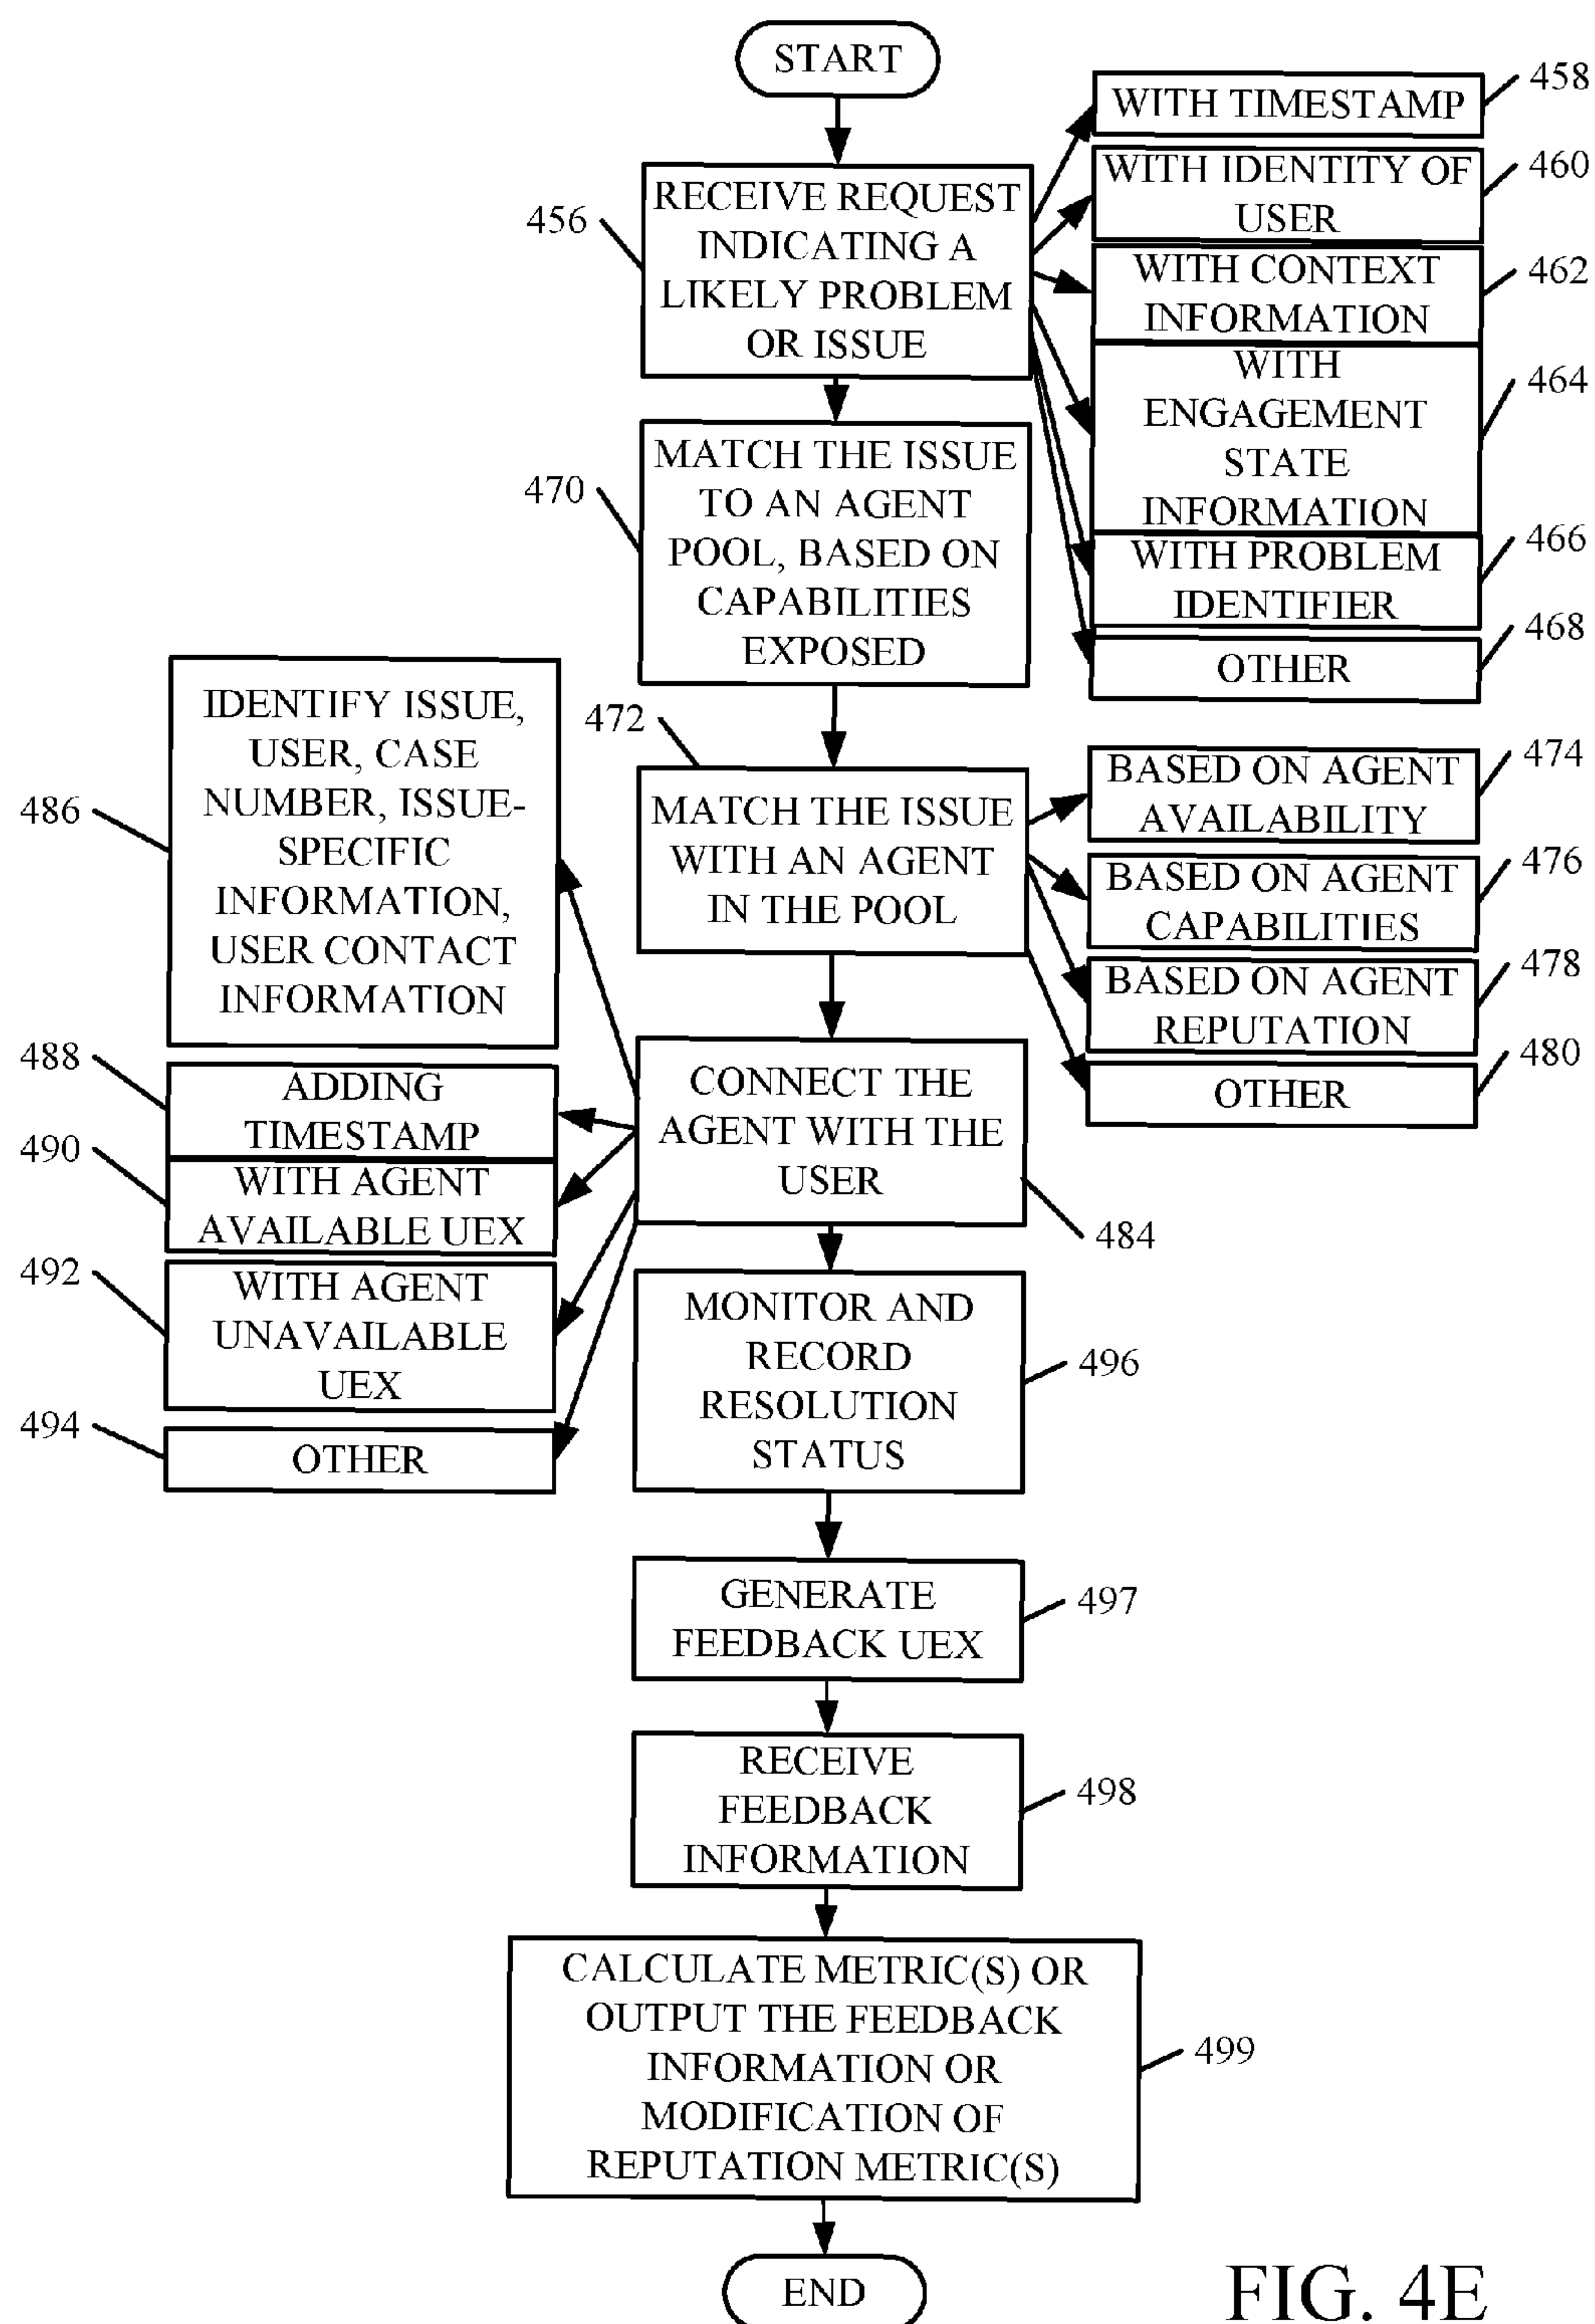 START
WITH TIMESTAMP
458
456
RECEIVE REQUEST
INDICATING A
LIKELY PROBLEM
OR ISSUE
WITH IDENTITY OF
USER
460
WITH CONTEXT
INFORMATION
462
WITH
ENGAGEMENT
STATE
INFORMATION
464
WITH PROBLEM
IDENTIFIER
466
OTHER
468
470
MATCH THE ISSUE
TO AN AGENT
POOL, BASED ON
CAPABILITIES
EXPOSED
472
MATCH THE ISSUE
WITH AN AGENT
IN THE POOL
BASED ON AGENT
AVAILABILITY
474
BASED ON AGENT
CAPABILITIES
476
BASED ON AGENT
REPUTATION
478
OTHER
480
486
IDENTIFY ISSUE,
USER, CASE
NUMBER, ISSUE-
SPECIFIC
INFORMATION,
USER CONTACT
INFORMATION
488
ADDING
TIMESTAMP
490
WITH AGENT
AVAILABLE UEX
492
WITH AGENT
UNAVAILABLE
UEX
494
OTHER
CONNECT THE
AGENT WITH THE
USER
484
MONITOR AND
RECORD
RESOLUTION
STATUS
496
GENERATE
FEEDBACK UEX
497
RECEIVE
FEEDBACK
INFORMATION
498
CALCULATE METRIC(S) OR
OUTPUT THE FEEDBACK
INFORMATION OR
MODIFICATION OF
REPUTATION METRIC(S)
499
END
FIG. 4E